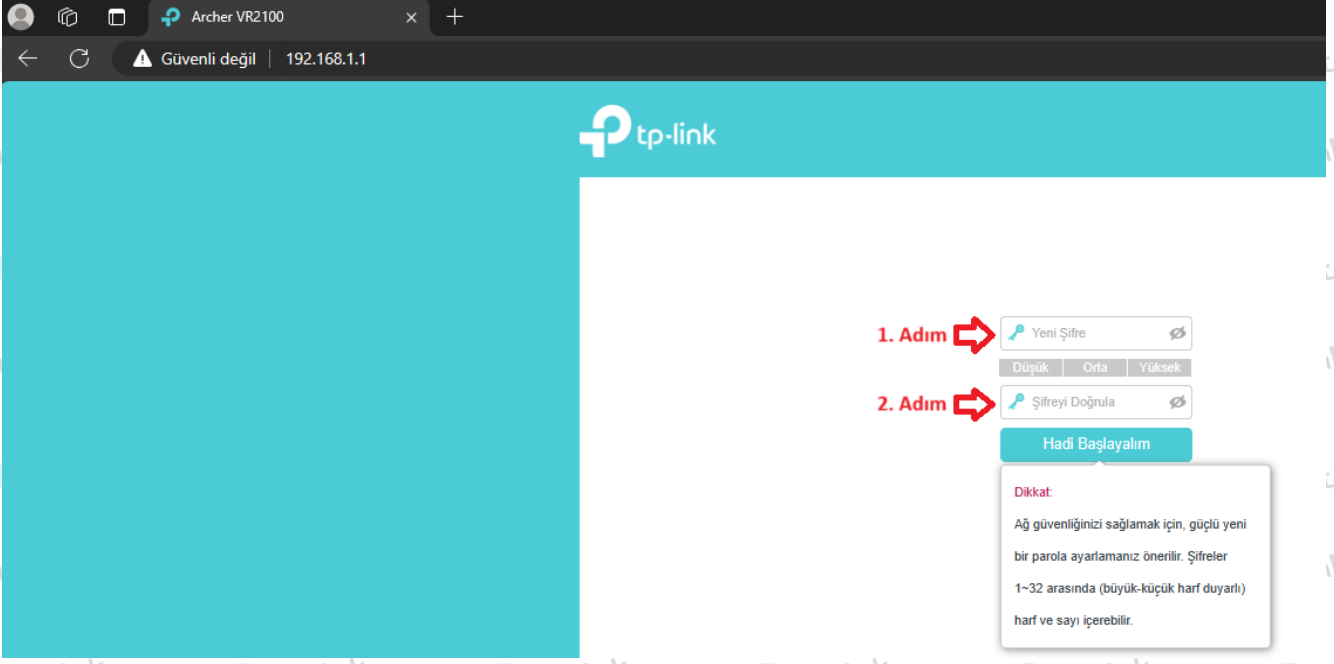 Archer VR2100
Güvenli değil 192.168.1.1
tp-link
1. Adım
Yeni Şifre
Düşük Orta Yüksek
2. Adım
Şifreyi Doğrula
Hadi Başlayalım
Dikkat:
Ağ güvenliğinizi sağlamak için, güçlü yeni
bir parola ayarlamanız önerilir. Şifreler
1~32 arasında (büyük-küçük harf duyarlı)
harf ve sayı içerebilir.